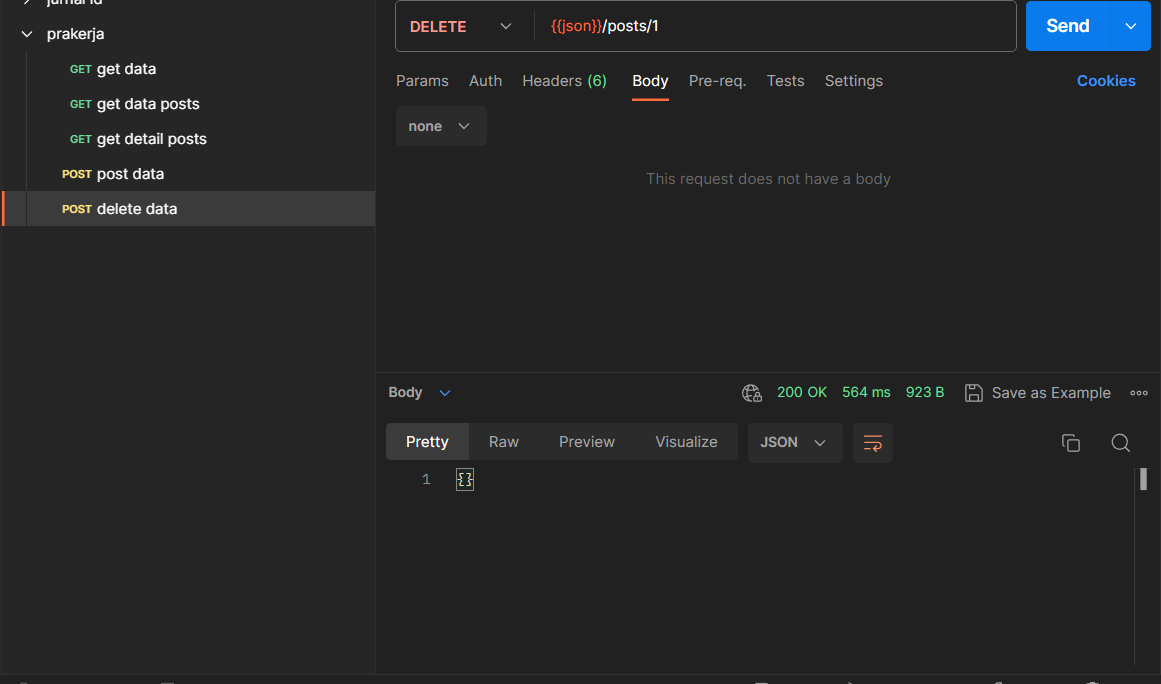 jurnal id
prakerja
GET get data
GET get data posts
GET get detail posts
POST post data
POST delete data
DELETE {{json}}/posts/1 Send
Params Auth Headers (6) Body Pre-req. Tests Settings Cookies
none
This request does not have a body
Body 200 OK 564 ms 923 B Save as Example
Pretty Raw Preview Visualize JSON
1 {}